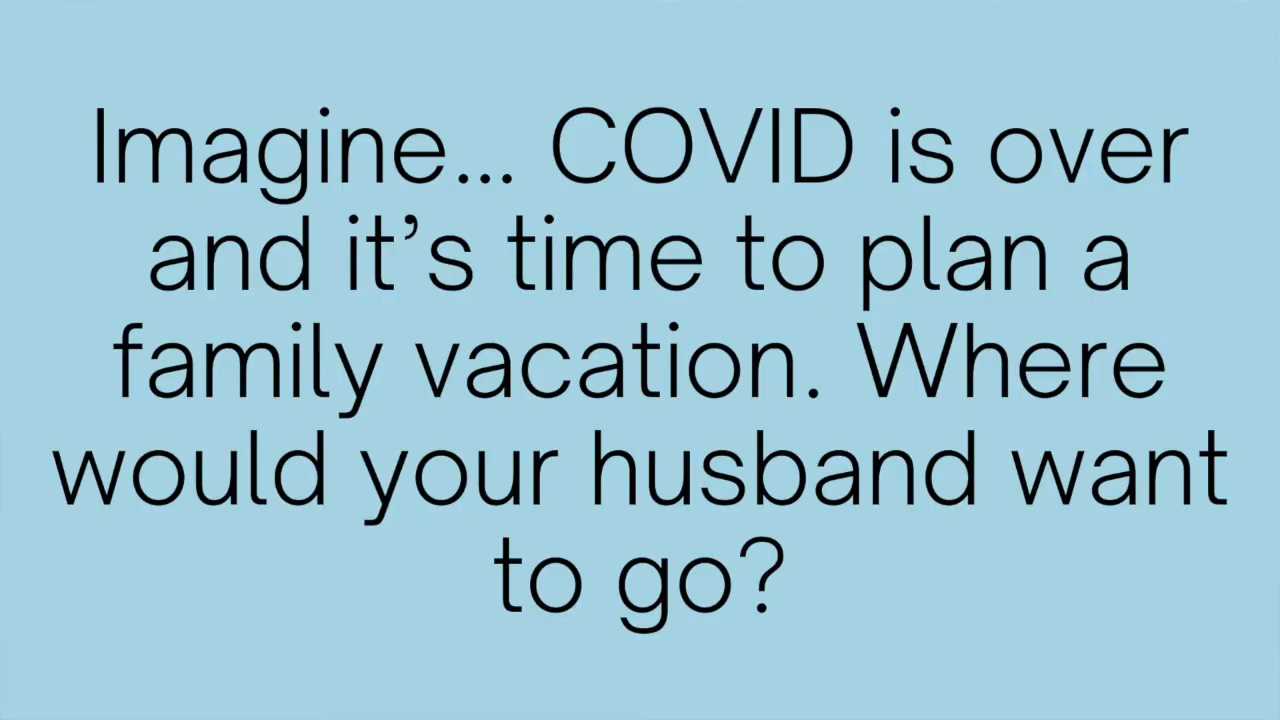 Imagine... COVID is over
and it’s time to plan a
family vacation. Where
would your husband want
to go?